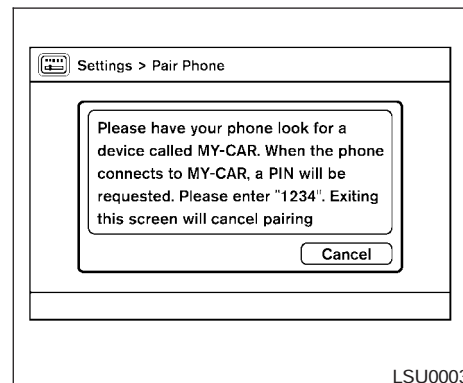 Settings > Pair Phone
Please have your phone look for a
device called MY-CAR. When the phone
connects to MY-CAR, a PIN will be
requested. Please enter "1234". Exiting
this screen will cancel pairing
Cancel
LSU0003